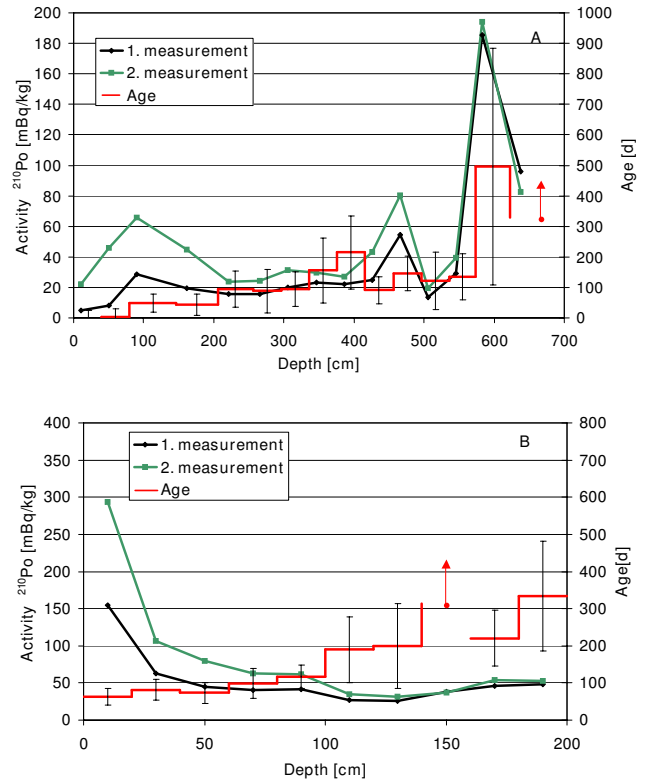 A
1. measurement
2. measurement
Age
Activity ²¹⁰Po [mBq/kg]
200
180
160
140
120
100
80
60
40
20
0
1000
900
800
700
600
500
400
300
200
100
0
Age [d]
0 100 200 300 400 500 600 700
Depth [cm]
B
1. measurement
2. measurement
Age
Activity ²¹⁰Po [mBq/kg]
400
350
300
250
200
150
100
50
0
800
700
600
500
400
300
200
100
0
Age[d]
0 50 100 150 200
Depth [cm]